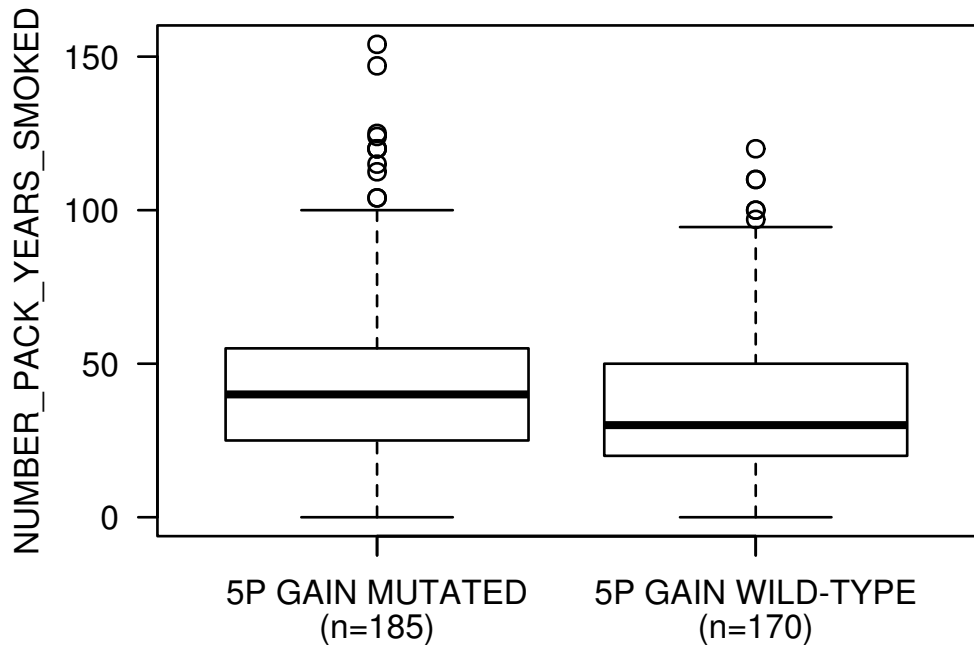 NUMBER_PACK_YEARS_SMOKED
150
100
50
0
5P GAIN MUTATED
(n=185)
5P GAIN WILD-TYPE
(n=170)